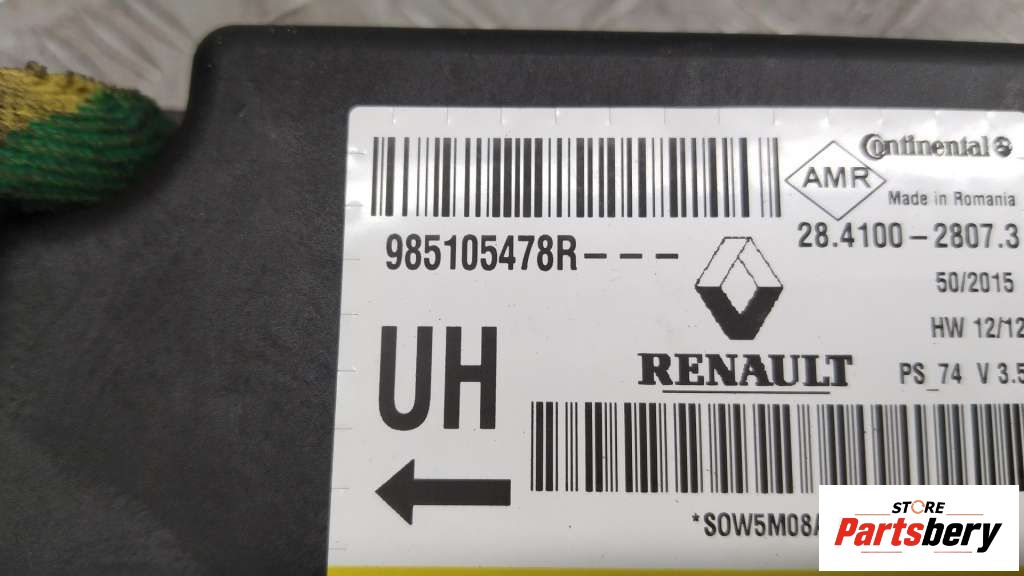 Continental
AMR
Made in Romania
985105478R---
28.4100-2807.3
50/2015
HW 12/12
UH
RENAULT
PS_74 V 3.5
*SOW5M08
STORE
Partsbery